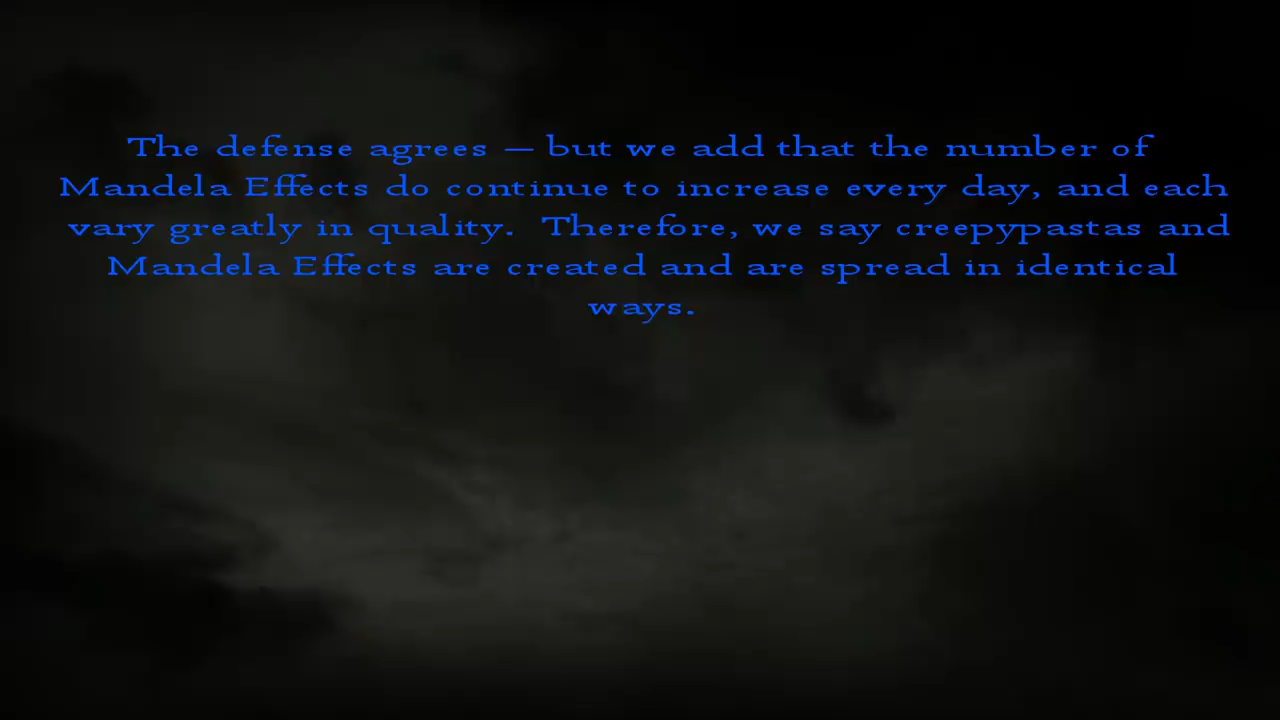 The defense agrees — but we add that the number of
Mandela Effects do continue to increase every day, and each
vary greatly in quality.  Therefore, we say creepypastas and
Mandela Effects are created and are spread in identical
ways.